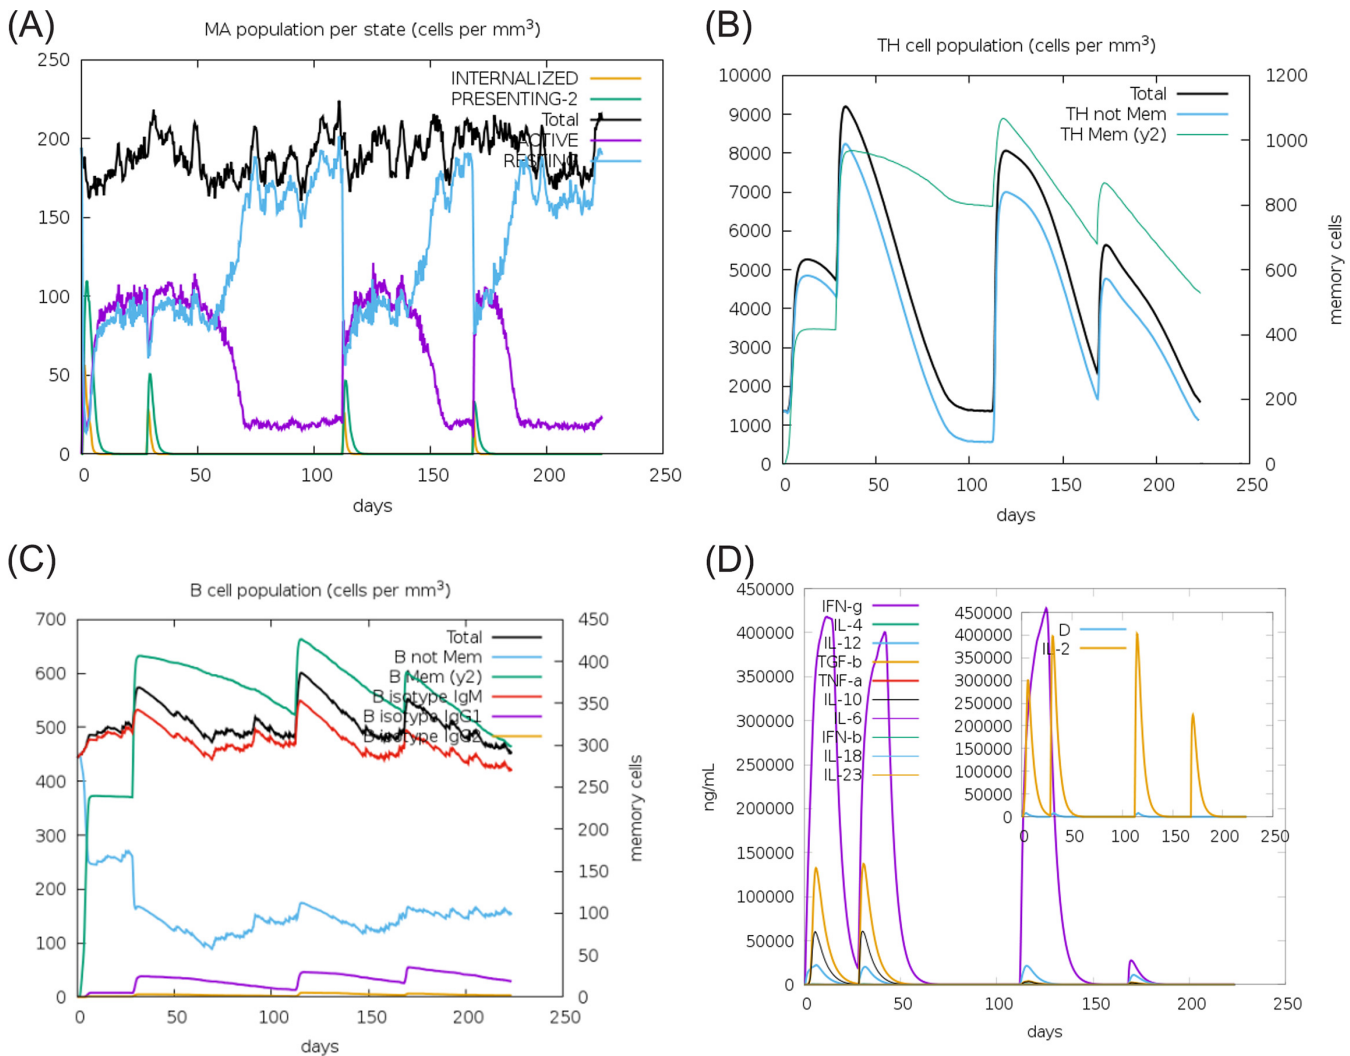 (A)
MA population per state (cells per mm³)
250
200
150
100
50
0
INTERNALIZED
PRESENTING-2
Total
ACTIVE
RESTING
0 50 100 150 200 250
days
(B)
TH cell population (cells per mm³)
10000
9000
8000
7000
6000
5000
4000
3000
2000
1000
0
Total
TH not Mem
TH Mem (y2)
1200
1000
800
600
400
200
0
memory cells
0 50 100 150 200 250
days
(C)
B cell population (cells per mm³)
700
600
500
400
300
200
100
0
Total
B not Mem
B Mem (y2)
B isotype IgM
B isotype IgG1
B isotype IgG2
450
400
350
300
250
200
150
100
50
0
memory cells
0 50 100 150 200 250
days
(D)
450000
400000
350000
300000
250000
200000
150000
100000
50000
0
ng/mL
IFN-g
IL-4
IL-12
TGF-b
TNF-a
IL-10
IL-6
IFN-b
IL-18
IL-23
450000
400000
350000
300000
250000
200000
150000
100000
50000
0
D
IL-2
0 50 100 150 200 250
0 50 100 150 200 250
days